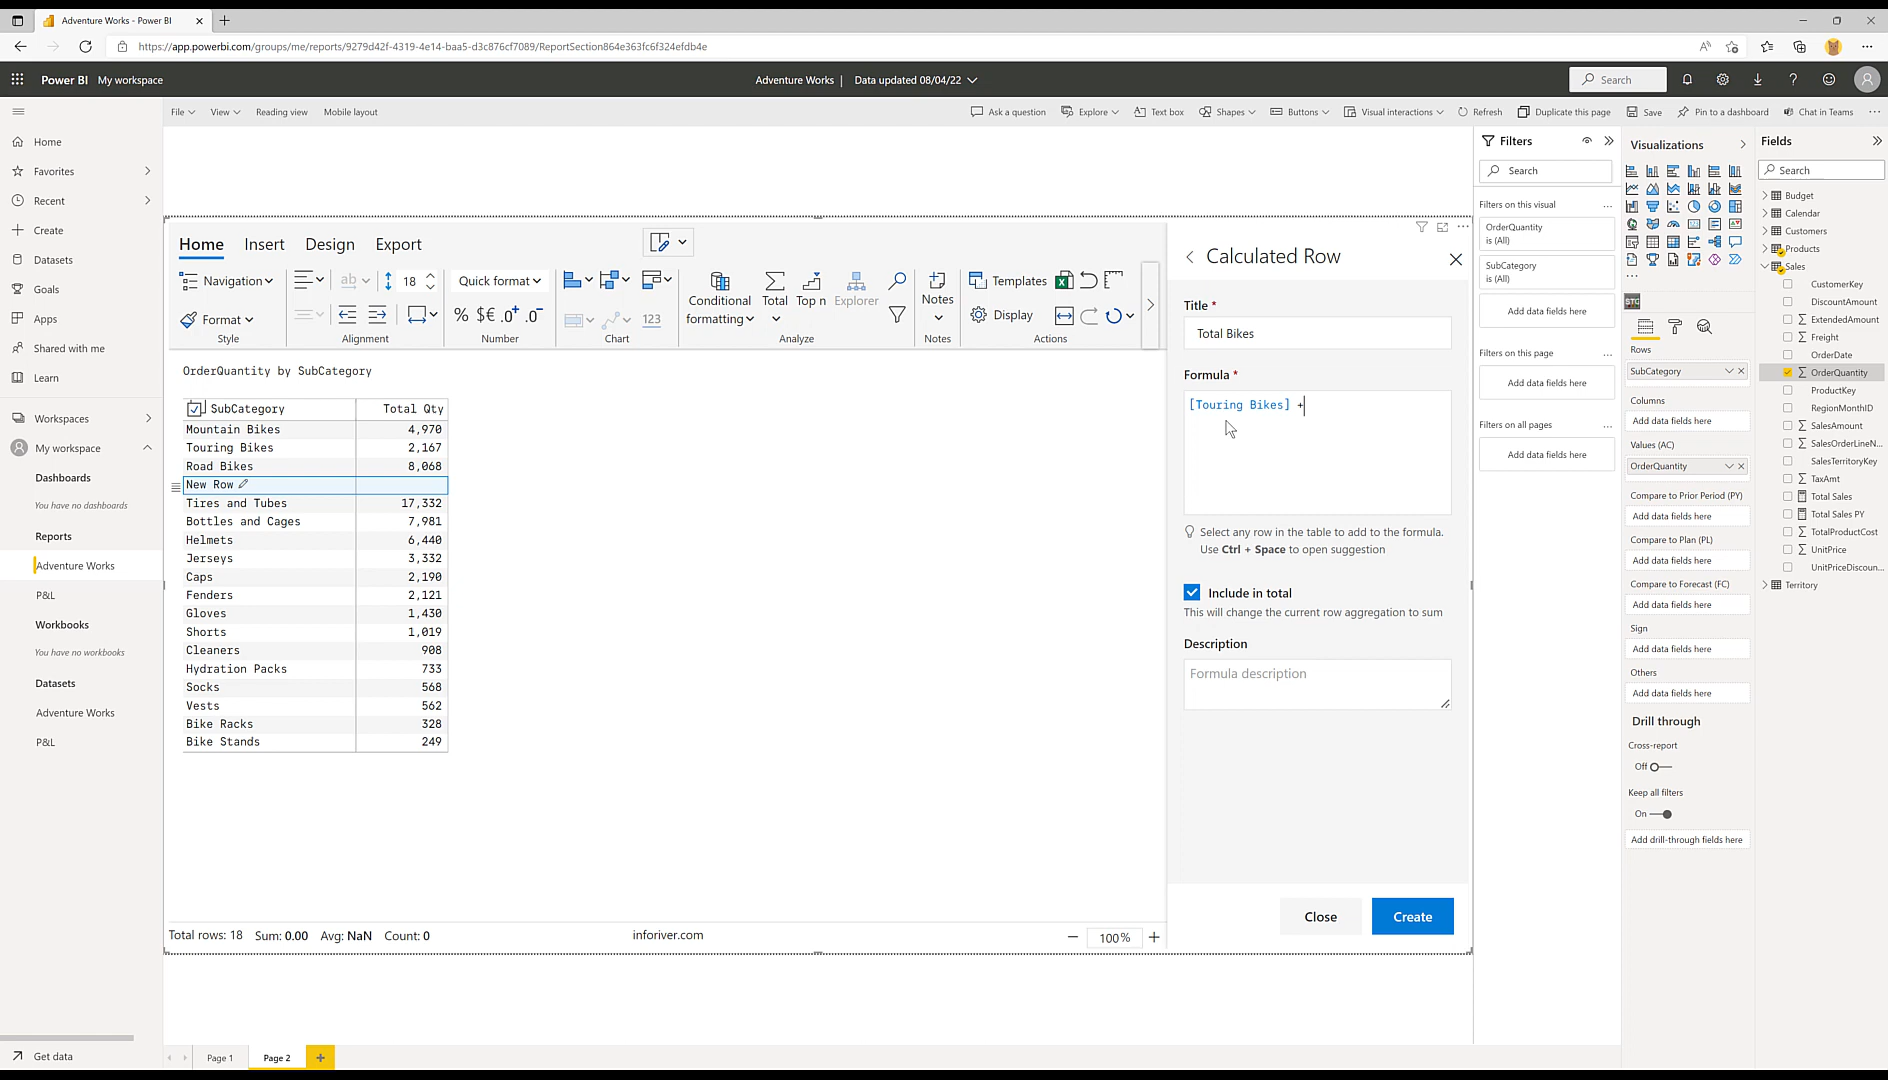 Adventure Works - Power BI
https://app.powerbi.com/groups/me/reports/9279d42f-4319-4e14-baa5-d3c876cf7089/ReportSection864e363fc6f324efdb4e
Power BI My workspace
Adventure Works | Data updated 08/04/22
Search
File View Reading view Mobile layout
Ask a question Explore Text box Shapes Buttons Visual interactions Refresh Duplicate this page Save Pin to a dashboard Chat in Teams ...
Home
Favorites
Recent
Create
Datasets
Goals
Apps
Shared with me
Learn
Workspaces
My workspace
Dashboards
You have no dashboards
Reports
Adventure Works
P&L
Workbooks
You have no workbooks
Datasets
Adventure Works
P&L
Get data
Home Insert Design Export
Navigation
Format
Style
ab
18
Alignment
Quick format
% $€ .0+ .0-
Number
123
Chart
Conditional formatting
Total
Top n
Explorer
Analyze
Notes
Notes
Templates
Display
Actions
OrderQuantity by SubCategory
SubCategory Total Qty
Mountain Bikes 4,970
Touring Bikes 2,167
Road Bikes 8,068
New Row
Tires and Tubes 17,332
Bottles and Cages 7,981
Helmets 6,440
Jerseys 3,332
Caps 2,190
Fenders 2,121
Gloves 1,430
Shorts 1,019
Cleaners 908
Hydration Packs 733
Socks 568
Vests 562
Bike Racks 328
Bike Stands 249
Total rows: 18 Sum: 0.00 Avg: NaN Count: 0
inforiver.com
100%
Page 1 Page 2
Calculated Row
Title *
Total Bikes
Formula *
[Touring Bikes] +
Select any row in the table to add to the formula.
Use Ctrl + Space to open suggestion
Include in total
This will change the current row aggregation to sum
Description
Formula description
Close Create
Filters
Search
Filters on this visual ...
OrderQuantity
is (All)
SubCategory
is (All)
Add data fields here
Filters on this page ...
Add data fields here
Filters on all pages ...
Add data fields here
Visualizations
...
Rows
SubCategory
Columns
Add data fields here
Values (AC)
OrderQuantity
Compare to Prior Period (PY)
Add data fields here
Compare to Plan (PL)
Add data fields here
Compare to Forecast (FC)
Add data fields here
Sign
Add data fields here
Others
Add data fields here
Drill through
Cross-report
Off
Keep all filters
On
Add drill-through fields here
Fields
Search
Budget
Calendar
Customers
Products
Sales
CustomerKey
DiscountAmount
ExtendedAmount
Freight
OrderDate
OrderQuantity
ProductKey
RegionMonthID
SalesAmount
SalesOrderLineN...
SalesTerritoryKey
TaxAmt
Total Sales
Total Sales PY
TotalProductCost
UnitPrice
UnitPriceDiscoun...
Territory